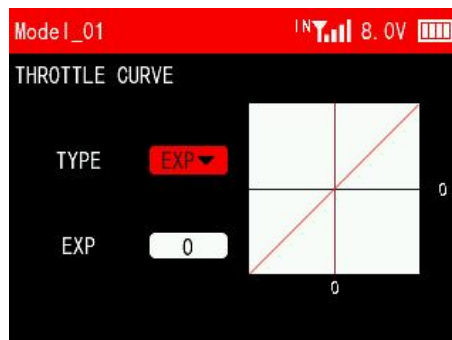 Model_01 IN 8.0V
THROTTLE CURVE
TYPE EXP
0
EXP 0
0